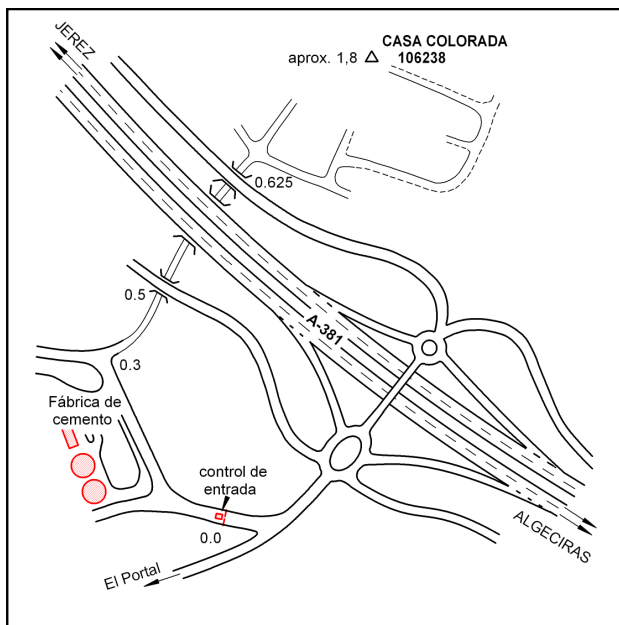 JEREZ
CASA COLORADA
aprox. 1,8 106238
0.625
0.5
A-381
0.3
Fábrica de
cemento
control de
entrada
0.0
ALGECIRAS
El Portal